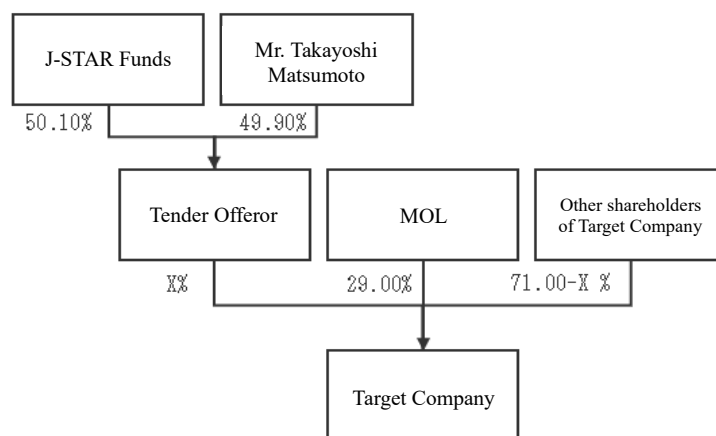 J-STAR Funds
Mr. Takayoshi
Matsumoto
50.10%
49.90%
Tender Offeror
MOL
Other shareholders
of Target Company
X%
29.00%
71.00-X %
Target Company